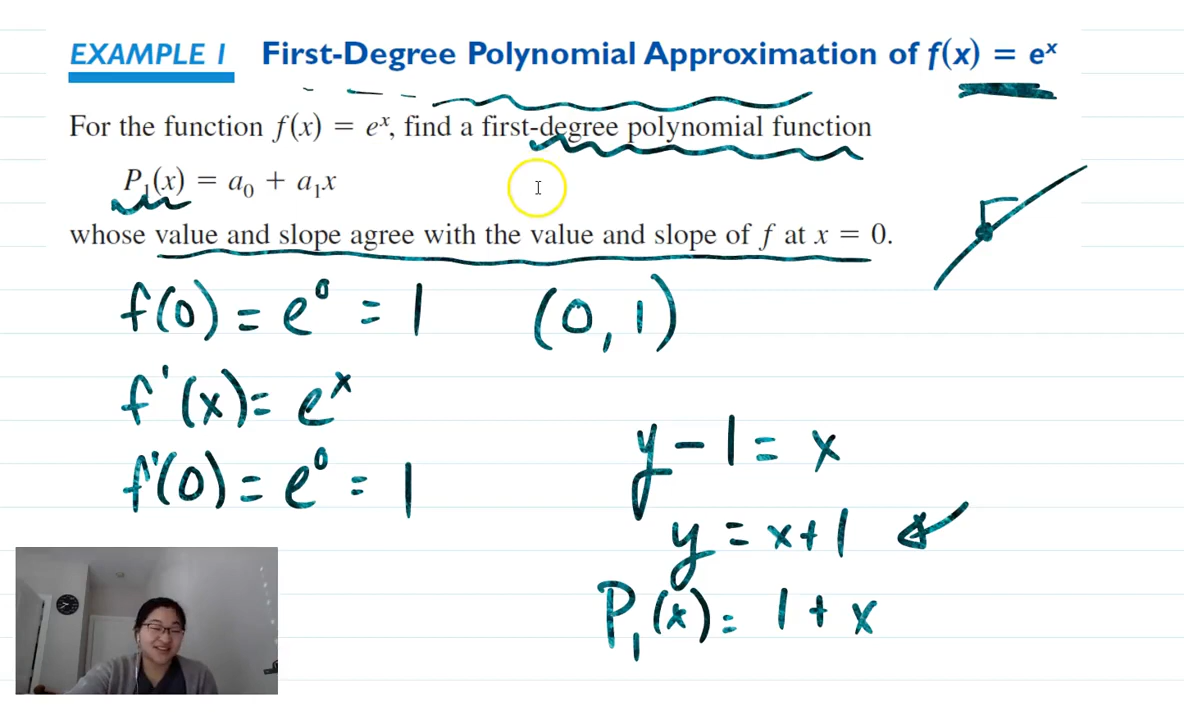 EXAMPLE 1 First-Degree Polynomial Approximation of f(x) = eˣ
For the function f(x) = eˣ, find a first-degree polynomial function
P₁(x) = a₀ + a₁x
whose value and slope agree with the value and slope of f at x = 0.
f(0) = e⁰ = 1 (0, 1)
f'(x) = eˣ
y - 1 = x
f'(0) = e⁰ = 1
y = x + 1
P₁(x) = 1 + x